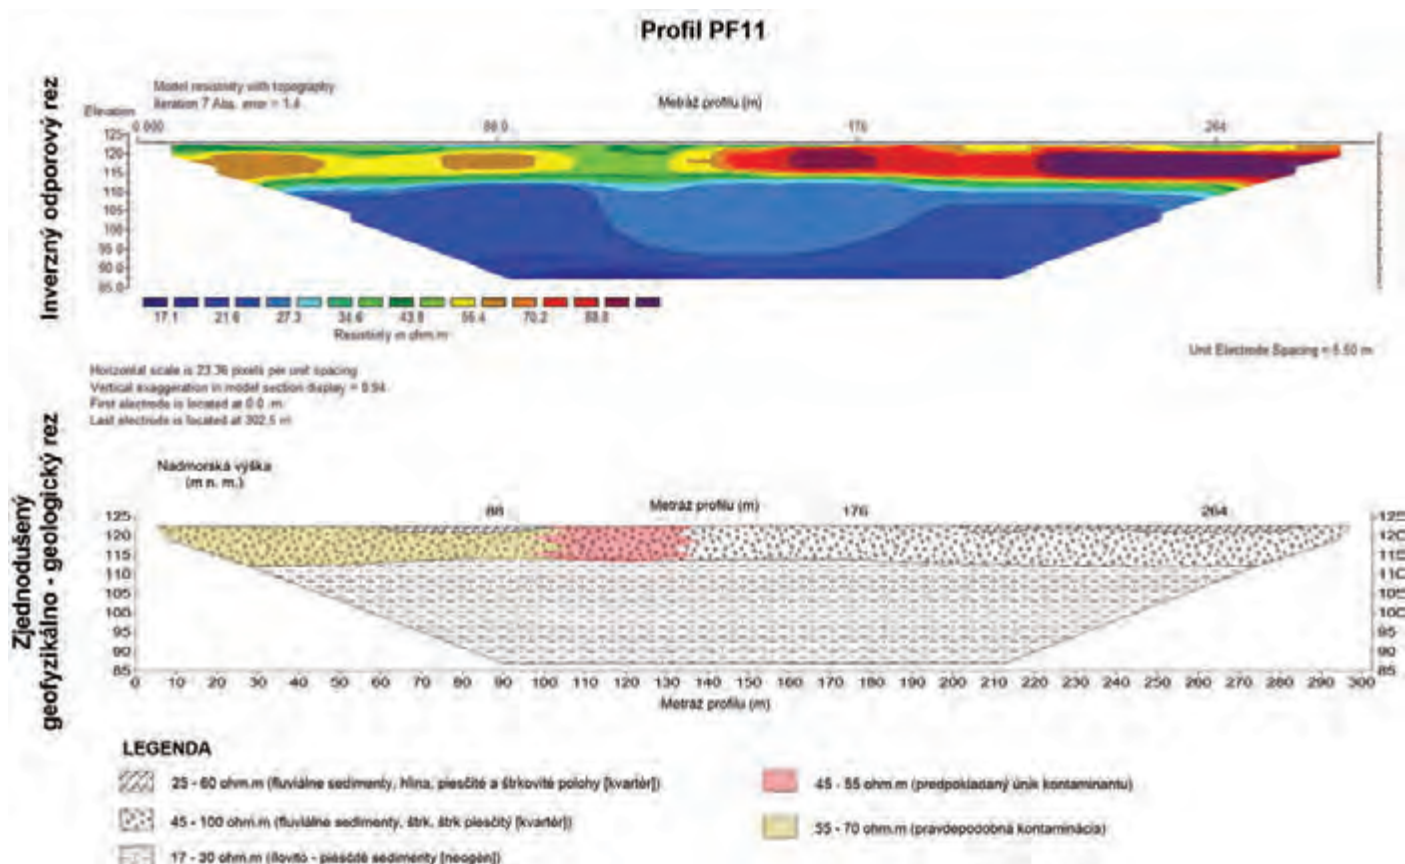 Profil PF11
Inverzný odporový rez
Model resistivity with topography
Iteration 7 Abs. error = 1.4
Elevation
Metráž profilu (m)
0.000 88.0 176 264
125
120
115
110
105
100
95.0
90.0
85.0
17.1 21.6 27.3 34.6 43.8 55.4 70.2 88.8
Resistivity in ohm.m
Unit Electrode Spacing = 5.50 m
Horizontal scale is 23.36 pixels per unit spacing
Vertical exaggeration in model section display = 0.94
First electrode is located at 0.0 m.
Last electrode is located at 302.5 m
Zjednodušený
geofyzikálno - geologický rez
Nadmorská výška
(m n. m.)
88 Metráž profilu (m) 176 264
125 125
120 120
115 115
110 110
105 105
100 100
95 95
90 90
85 85
0 10 20 30 40 50 60 70 80 90 100 110 120 130 140 150 160 170 180 190 200 210 220 230 240 250 260 270 280 290 300
Metráž profilu (m)
LEGENDA
25 - 60 ohm.m (fluviálne sedimenty, hlina, piesčité a štrkovité polohy [kvartér])
45 - 100 ohm.m (fluviálne sedimenty, štrk, štrk piesčitý [kvartér])
17 - 30 ohm.m (ílovito - piesčité sedimenty [neogén])
45 - 55 ohm.m (predpokladaný únik kontaminantu)
55 - 70 ohm.m (pravdepodobná kontaminácia)